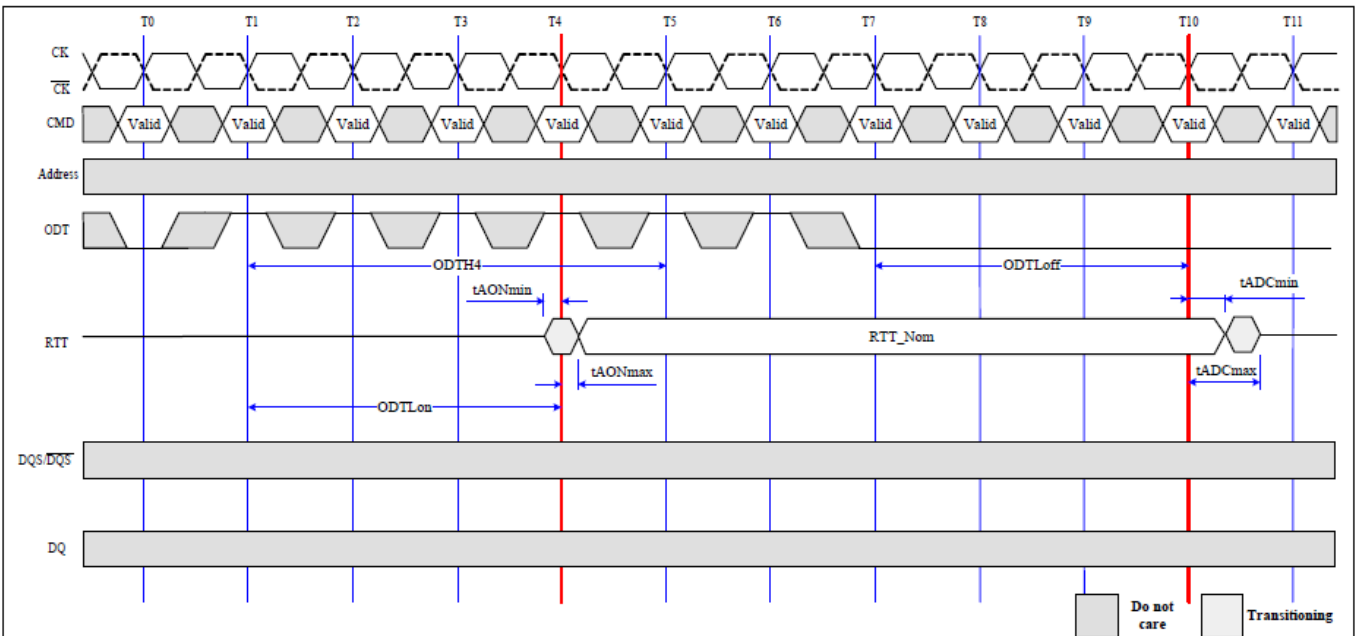 T0 T1 T2 T3 T4 T5 T6 T7 T8 T9 T10 T11
CK
CK
CMD Valid Valid Valid Valid Valid Valid Valid Valid Valid Valid Valid Valid
Address
ODT
ODTH4 ODTLoff
tAONmin tADCmin
RTT RTT_Nom
tAONmax tADCmax
ODTLon
DQS/DQS
DQ
Do not care Transitioning